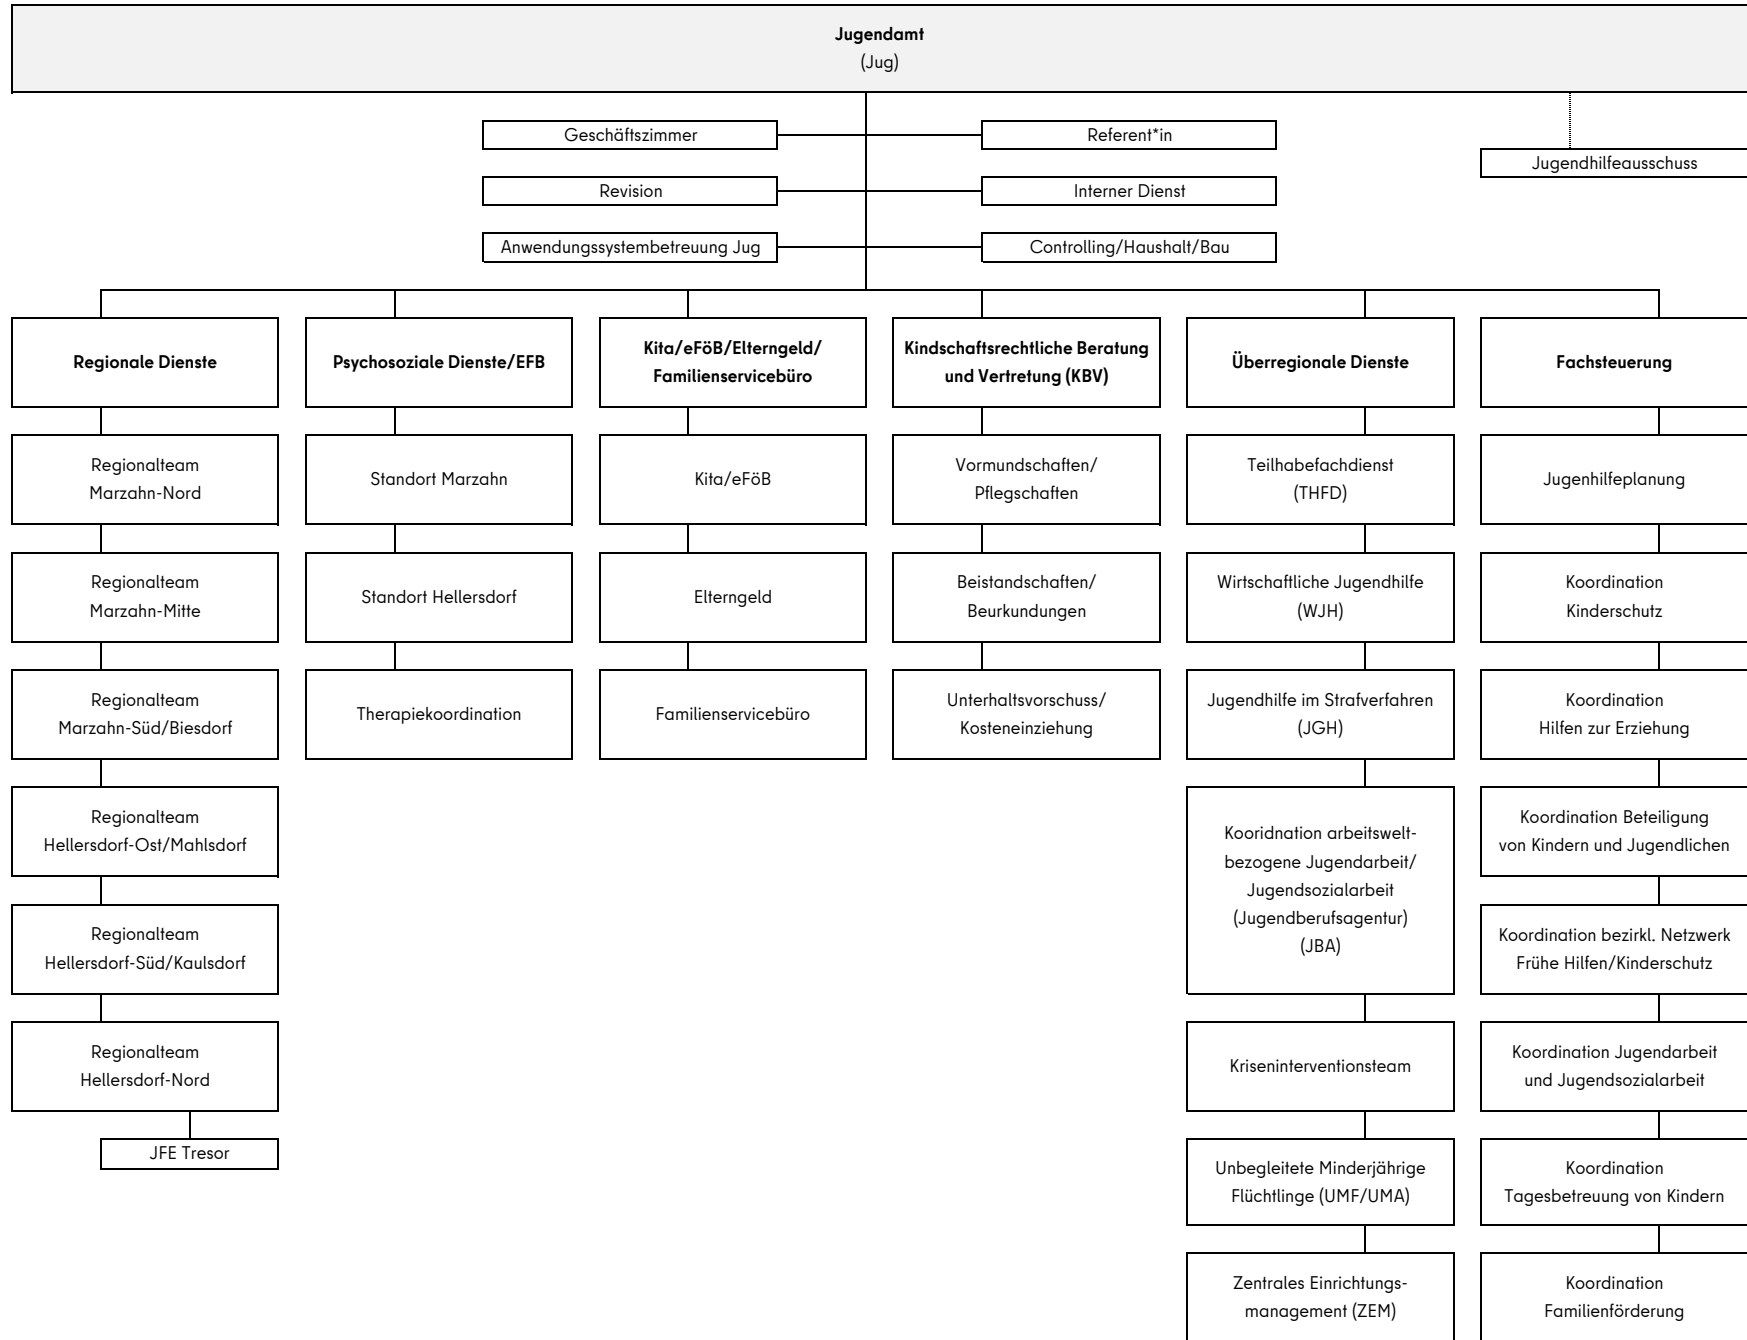 Jugendamt
(Jug)
Geschäftszimmer
Referent*in
Jugendhilfeausschuss
Revision
Interner Dienst
Anwendungssystembetreuung Jug
Controlling/Haushalt/Bau
Regionale Dienste
Regionalteam
Marzahn-Nord
Regionalteam
Marzahn-Mitte
Regionalteam
Marzahn-Süd/Biesdorf
Regionalteam
Hellersdorf-Ost/Mahlsdorf
Regionalteam
Hellersdorf-Süd/Kaulsdorf
Regionalteam
Hellersdorf-Nord
JFE Tresor
Psychosoziale Dienste/EFB
Standort Marzahn
Standort Hellersdorf
Therapiekoordination
Kita/eFöB/Elterngeld/
Familienservicebüro
Kita/eFöB
Elterngeld
Familienservicebüro
Kindschaftsrechtliche Beratung
und Vertretung (KBV)
Vormundschaften/
Pflegschaften
Beistandschaften/
Beurkundungen
Unterhaltsvorschuss/
Kosteneinziehung
Überregionale Dienste
Teilhabefachdienst
(THFD)
Wirtschaftliche Jugendhilfe
(WJH)
Jugendhilfe im Strafverfahren
(JGH)
Kooridnation arbeitswelt-
bezogene Jugendarbeit/
Jugendsozialarbeit
(Jugendberufsagentur)
(JBA)
Kriseninterventionsteam
Unbegleitete Minderjährige
Flüchtlinge (UMF/UMA)
Zentrales Einrichtungs-
management (ZEM)
Fachsteuerung
Jugenhilfeplanung
Koordination
Kinderschutz
Koordination
Hilfen zur Erziehung
Koordination Beteiligung
von Kindern und Jugendlichen
Koordination bezirkl. Netzwerk
Frühe Hilfen/Kinderschutz
Koordination Jugendarbeit
und Jugendsozialarbeit
Koordination
Tagesbetreuung von Kindern
Koordination
Familienförderung